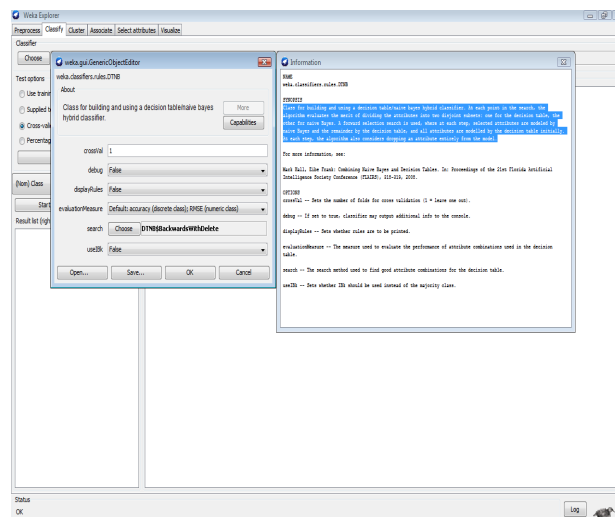 Weka Explorer
Preprocess Classify Cluster Associate Select attributes Visualize
Classifier
Choose
Test options
Use train
Supplied t
Cross-vali
Percentag
(Nom) Class
Start
Result list (righ
Status
OK
Log
weka.gui.GenericObjectEditor
weka.classifiers.rules.DTNB
About
Class for building and using a decision table/naive bayes
hybrid classifier.
More
Capabilities
crossVal 1
debug False
displayRules False
evaluationMeasure Default: accuracy (discrete class); RMSE (numeric class)
search Choose DTNB$BackwardsWithDelete
useIBk False
Open... Save... OK Cancel
Information
NAME
weka.classifiers.rules.DTNB
SYNOPSIS
Class for building and using a decision table/naive bayes hybrid classifier. At each point in the search, the
algorithm evaluates the merit of dividing the attributes into two disjoint subsets: one for the decision table, the
other for naive Bayes. A forward selection search is used, where at each step, selected attributes are modeled by
naive Bayes and the remainder by the decision table, and all attributes are modelled by the decision table initially.
At each step, the algorithm also considers dropping an attribute entirely from the model.
For more information, see:
Mark Hall, Eibe Frank: Combining Naive Bayes and Decision Tables. In: Proceedings of the 21st Florida Artificial
Intelligence Society Conference (FLAIRS), 318-319, 2008.
OPTIONS
crossVal -- Sets the number of folds for cross validation (1 = leave one out).
debug -- If set to true, classifier may output additional info to the console.
displayRules -- Sets whether rules are to be printed.
evaluationMeasure -- The measure used to evaluate the performance of attribute combinations used in the decision
table.
search -- The search method used to find good attribute combinations for the decision table.
useIBk -- Sets whether IBk should be used instead of the majority class.